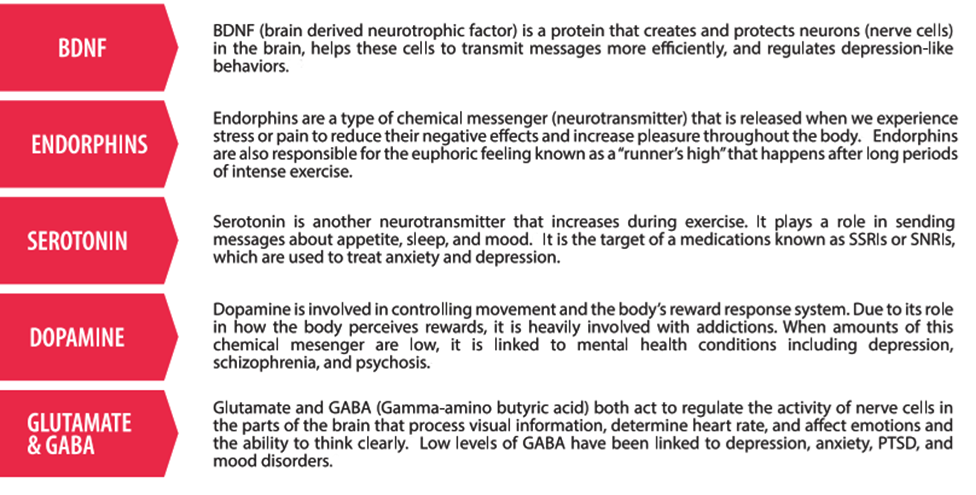 BDNF
BDNF (brain derived neurotrophic factor) is a protein that creates and protects neurons (nerve cells)
in the brain, helps these cells to transmit messages more efficiently, and regulates depression-like
behaviors.
ENDORPHINS
Endorphins are a type of chemical messenger (neurotransmitter) that is released when we experience
stress or pain to reduce their negative effects and increase pleasure throughout the body. Endorphins
are also responsible for the euphoric feeling known as a “runner’s high” that happens after long periods
of intense exercise.
SEROTONIN
Serotonin is another neurotransmitter that increases during exercise. It plays a role in sending
messages about appetite, sleep, and mood. It is the target of a medications known as SSRIs or SNRIs,
which are used to treat anxiety and depression.
DOPAMINE
Dopamine is involved in controlling movement and the body’s reward response system. Due to its role
in how the body perceives rewards, it is heavily involved with addictions. When amounts of this
chemical mesenger are low, it is linked to mental health conditions including depression,
schizophrenia, and psychosis.
GLUTAMATE
& GABA
Glutamate and GABA (Gamma-amino butyric acid) both act to regulate the activity of nerve cells in
the parts of the brain that process visual information, determine heart rate, and affect emotions and
the ability to think clearly. Low levels of GABA have been linked to depression, anxiety, PTSD, and
mood disorders.